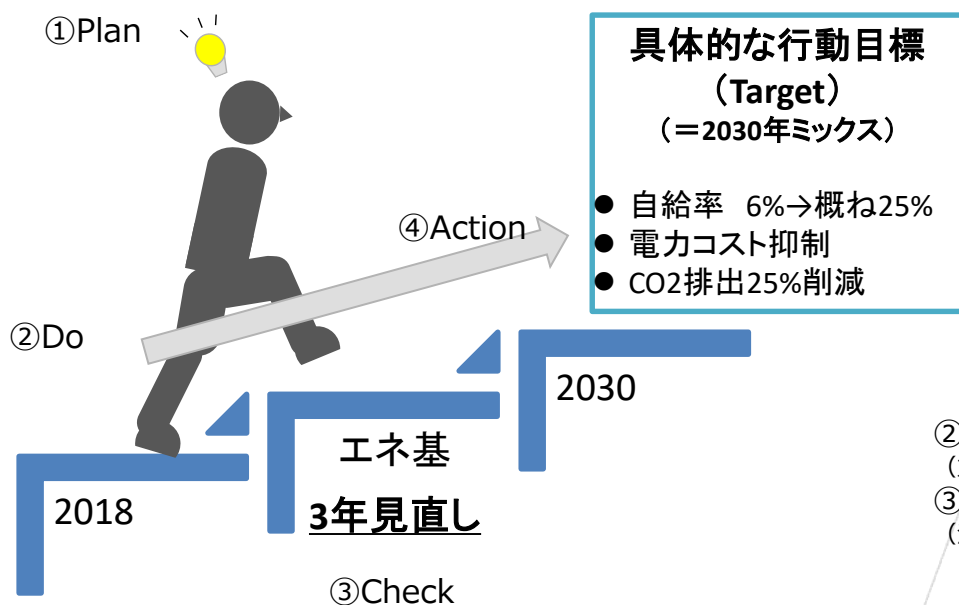 ①Plan
具体的な行動目標
（Target）
（＝2030年ミックス）
● 自給率 6%→概ね25%
● 電力コスト抑制
● CO2排出25%削減
④Action
②Do
2030
エネ基
2018
3年見直し
③Check
②
③